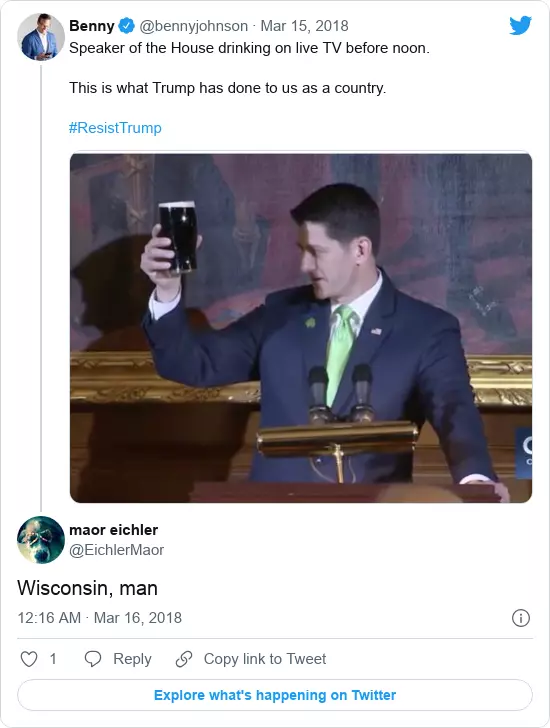 Benny @bennyjohnson · Mar 15, 2018
Speaker of the House drinking on live TV before noon.
This is what Trump has done to us as a country.
#ResistTrump
maor eichler
@EichlerMaor
Wisconsin, man
12:16 AM · Mar 16, 2018
1 Reply Copy link to Tweet
Explore what's happening on Twitter